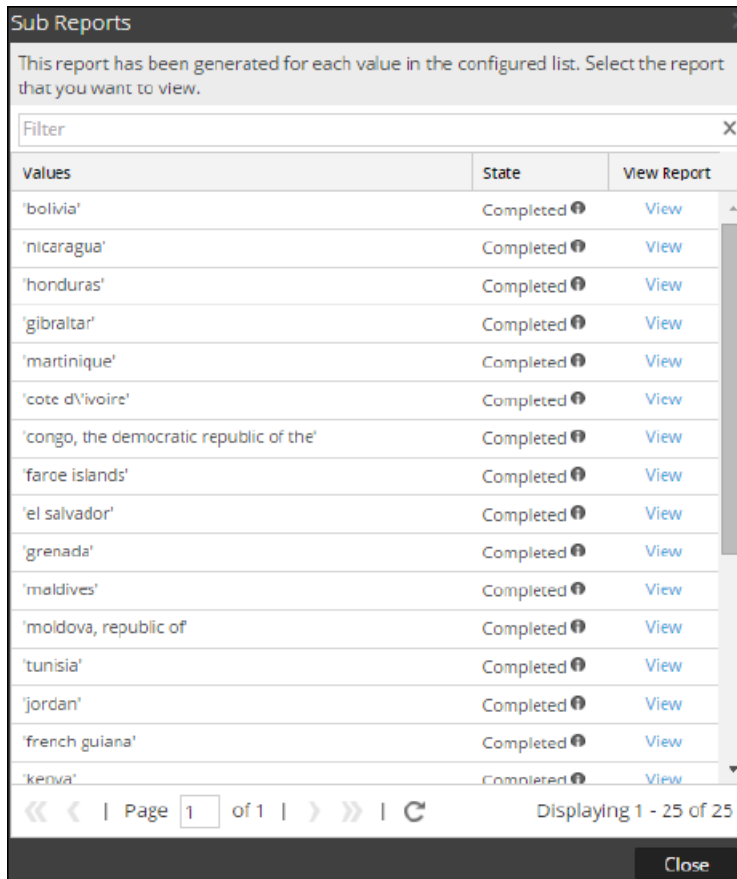 Sub Reports
This report has been generated for each value in the configured list. Select the report
that you want to view.
Filter
Values State View Report
'bolivia' Completed View
'nicaragua' Completed View
'honduras' Completed View
'gibraltar' Completed View
'martinique' Completed View
'cote d\'ivoire' Completed View
'congo, the democratic republic of the' Completed View
'faroe islands' Completed View
'el salvador' Completed View
'grenada' Completed View
'maldives' Completed View
'moldova, republic of' Completed View
'tunisia' Completed View
'jordan' Completed View
'french guiana' Completed View
'kenya' Completed View
| Page 1 of 1 | | Displaying 1 - 25 of 25
Close